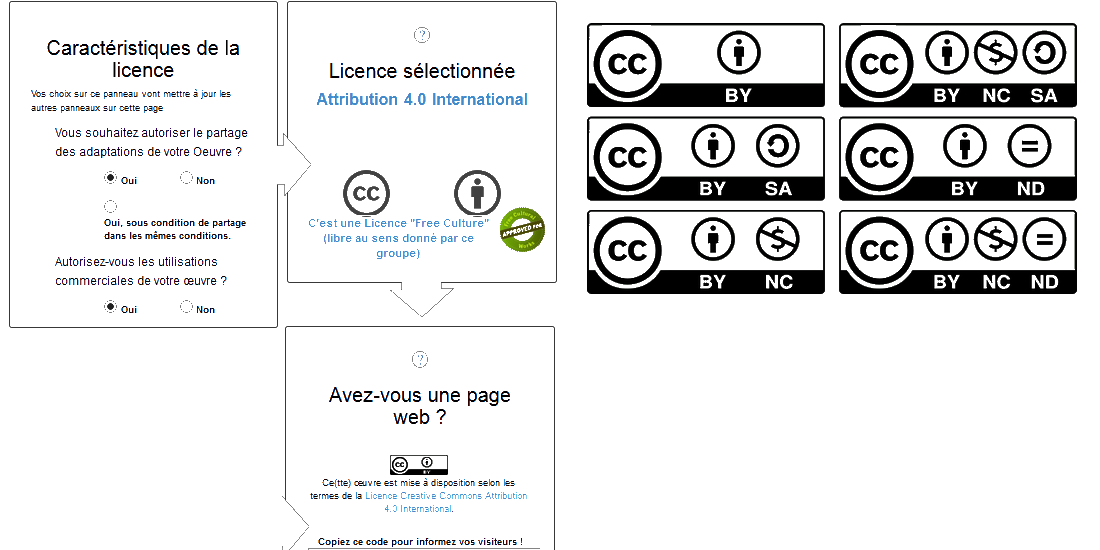 Caractéristiques de la
licence
Vos choix sur ce panneau vont mettre à jour les
autres panneaux sur cette page
Vous souhaitez autoriser le partage
des adaptations de votre Oeuvre ?
Oui
Non
Oui, sous condition de partage
dans les mêmes conditions.
Autorisez-vous les utilisations
commerciales de votre œuvre ?
Oui
Non
?
Licence sélectionnée
Attribution 4.0 International
CC
C'est une Licence "Free Culture"
(libre au sens donné par ce
groupe)
Free Cultural
APPROVED FOR
Works
?
Avez-vous une page
web ?
CC
BY
Ce(tte) œuvre est mise à disposition selon les
termes de la Licence Creative Commons Attribution
4.0 International.
Copiez ce code pour informez vos visiteurs !
CC
BY
CC $
BY NC SA
CC
BY SA
CC =
BY ND
CC $
BY NC
CC $ =
BY NC ND